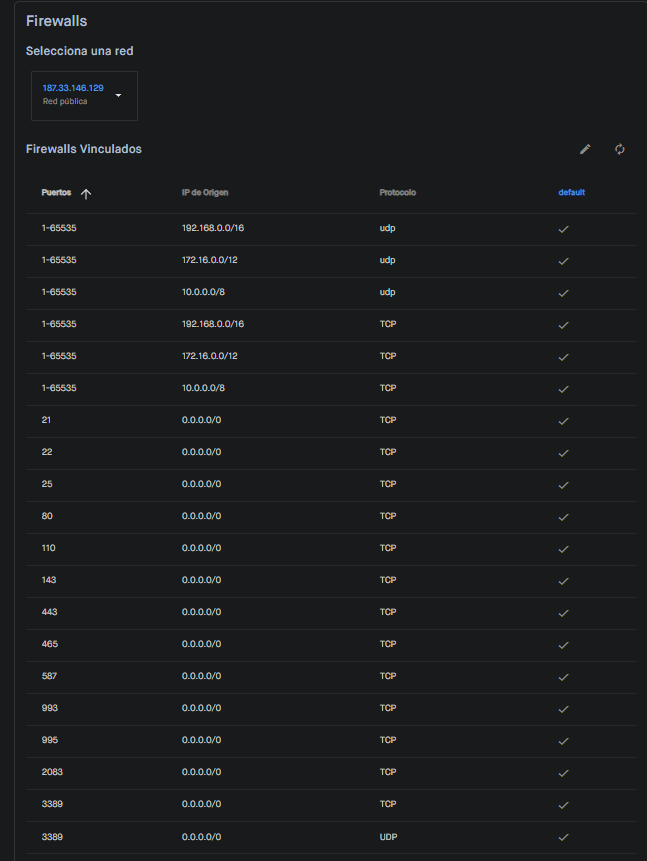 Firewalls
Selecciona una red
187.33.146.129
Red pública
Firewalls Vinculados
Puertos IP de Origen Protocolo default
1-65535 192.168.0.0/16 udp
1-65535 172.16.0.0/12 udp
1-65535 10.0.0.0/8 udp
1-65535 192.168.0.0/16 TCP
1-65535 172.16.0.0/12 TCP
1-65535 10.0.0.0/8 TCP
21 0.0.0.0/0 TCP
22 0.0.0.0/0 TCP
25 0.0.0.0/0 TCP
80 0.0.0.0/0 TCP
110 0.0.0.0/0 TCP
143 0.0.0.0/0 TCP
443 0.0.0.0/0 TCP
465 0.0.0.0/0 TCP
587 0.0.0.0/0 TCP
993 0.0.0.0/0 TCP
995 0.0.0.0/0 TCP
2083 0.0.0.0/0 TCP
3389 0.0.0.0/0 TCP
3389 0.0.0.0/0 UDP